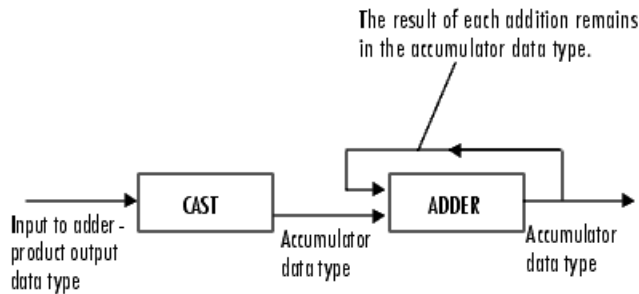 The result of each addition remains
in the accumulator data type.
CAST
ADDER
Input to adder -
product output
data type
Accumulator
data type
Accumulator
data type